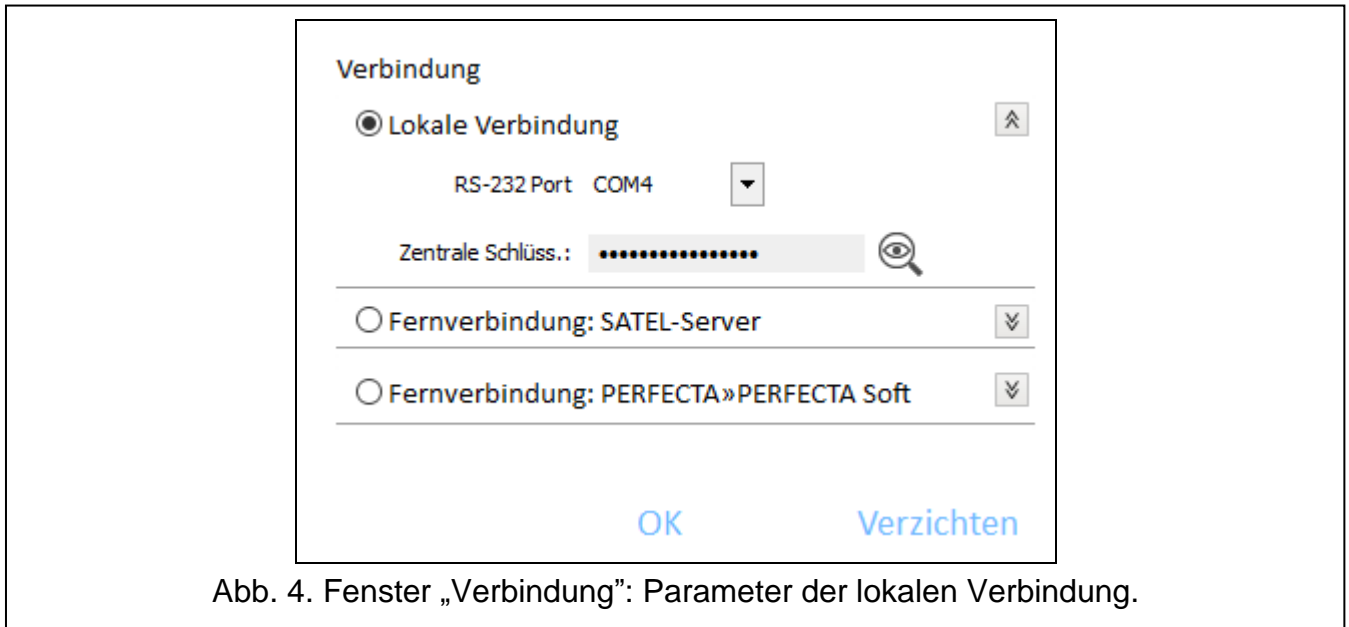 Verbindung
Lokale Verbindung
RS-232 Port COM4
Zentrale Schlüss.: ••••••••••••••••
Fernverbindung: SATEL-Server
Fernverbindung: PERFECTA»PERFECTA Soft
OK Verzichten
Abb. 4. Fenster „Verbindung”: Parameter der lokalen Verbindung.